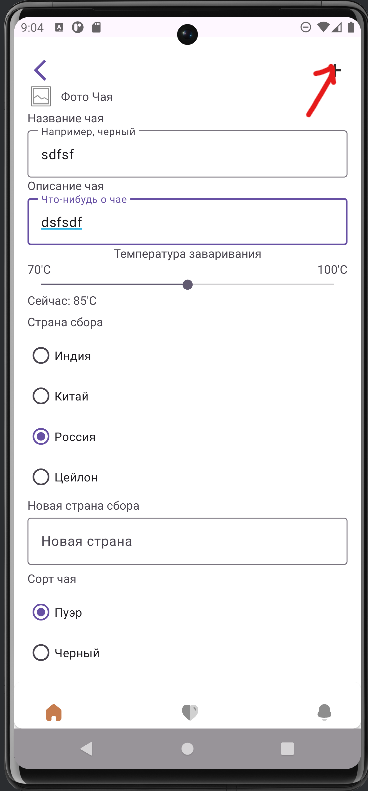 9:04
Фото Чая
Название чая
Например, черный
sdfsf
Описание чая
Что-нибудь о чае
dsfsdf
Температура заваривания
70'C 100'C
Сейчас: 85'C
Страна сбора
Индия
Китай
Россия
Цейлон
Новая страна сбора
Новая страна
Сорт чая
Пуэр
Черный